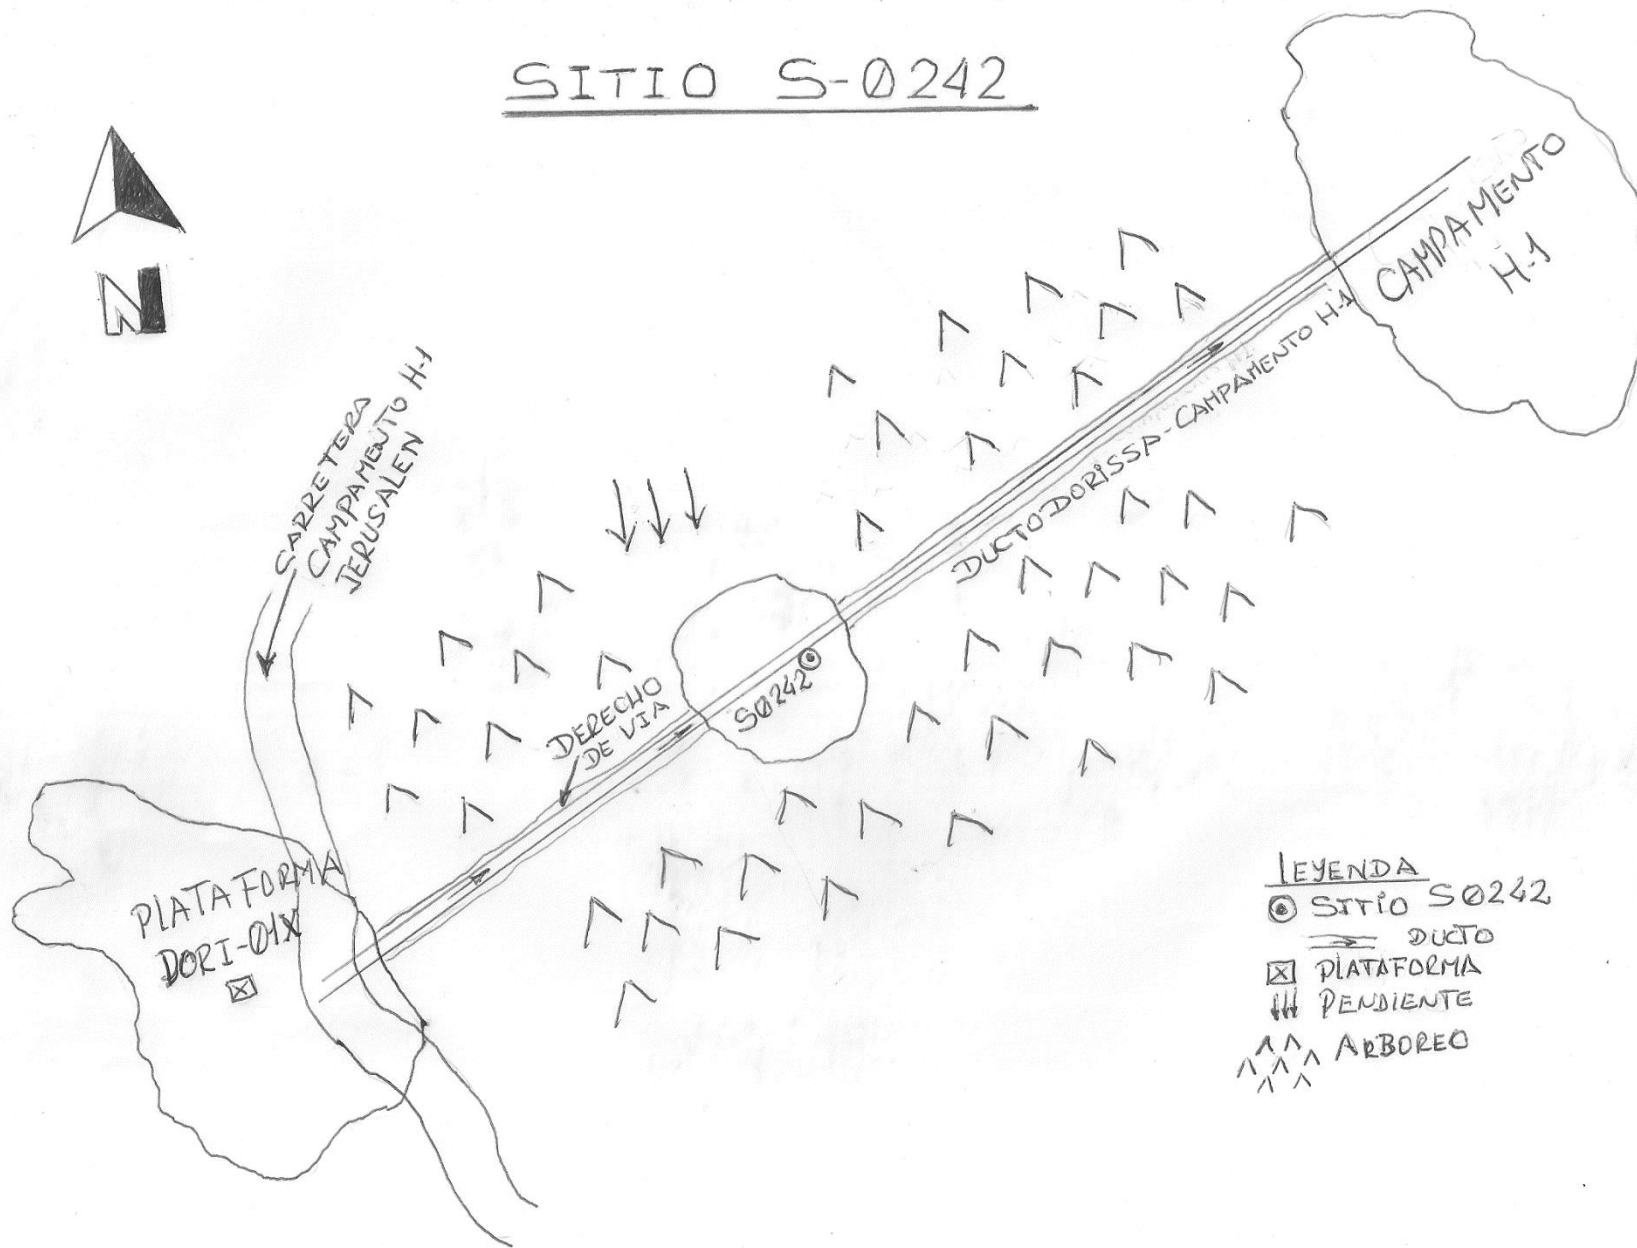 SITIO S-0242
N
CARRETERA
CAMPAMENTO H-1
JERUSALEN
CAMPAMENTO
H-1
DUCTO DORISSA-CAMPAMENTO H-1
DERECHO
DE VIA
S0242
PLATAFORMA
DORI-01X
LEYENDA
SITIO S0242
DUCTO
PLATAFORMA
PENDIENTE
ARBOREO